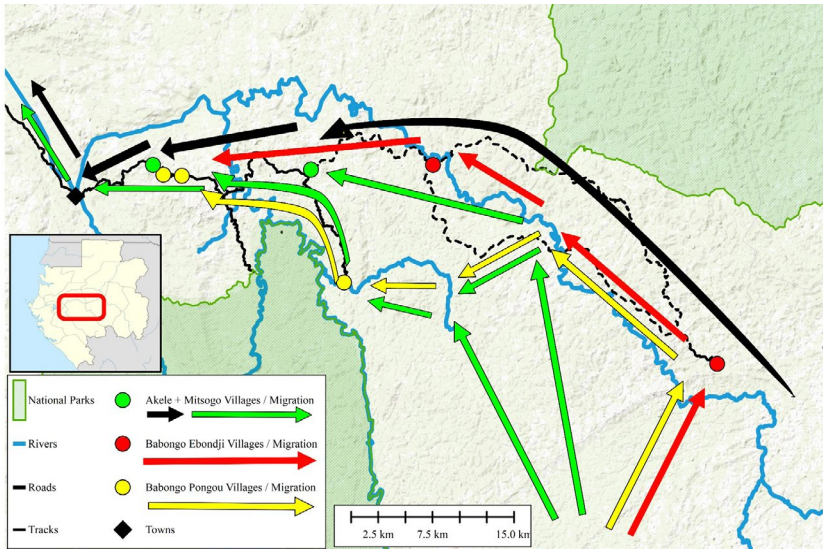 National Parks
Akele + Mitsogo Villages / Migration
Rivers
Babongo Ebondji Villages / Migration
Roads
Babongo Pongou Villages / Migration
Tracks
Towns
2.5 km 7.5 km 15.0 km